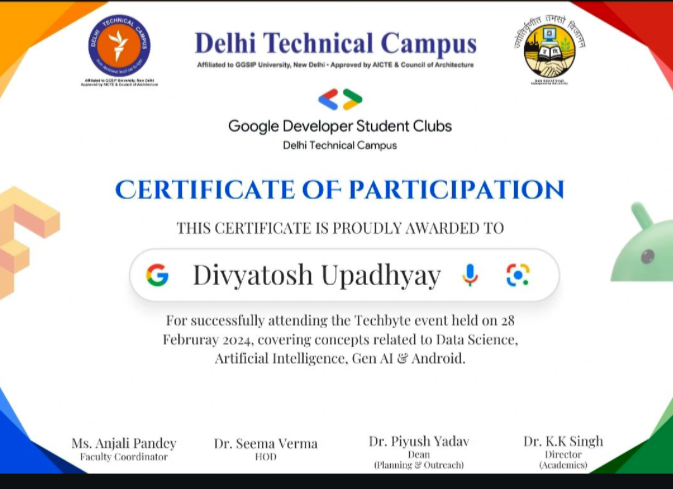 DELHI TECHNICAL CAMPUS
Affiliated to GGSIP University, New Delhi
Approved by AICTE & Council of Architecture
Delhi Technical Campus
Affiliated to GGSIP University, New Delhi • Approved by AICTE & Council of Architecture
Google Developer Student Clubs
Delhi Technical Campus
CERTIFICATE OF PARTICIPATION
THIS CERTIFICATE IS PROUDLY AWARDED TO
Divyatosh Upadhyay
For successfully attending the Techbyte event held on 28
Februray 2024, covering concepts related to Data Science,
Artificial Intelligence, Gen AI & Android.
Ms. Anjali Pandey
Faculty Coordinator
Dr. Seema Verma
HOD
Dr. Piyush Yadav
Dean
(Planning & Outreach)
Dr. K.K Singh
Director
(Academics)